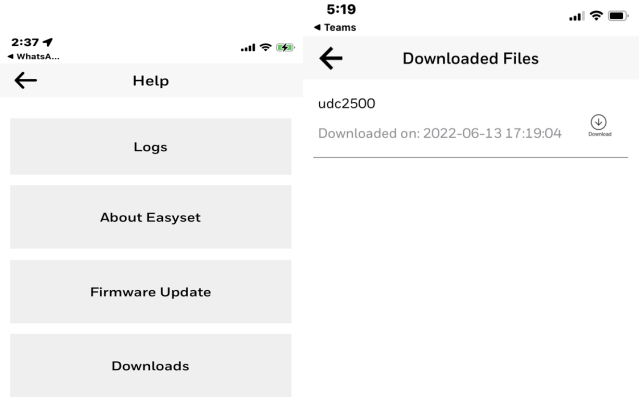 2:37
◄ WhatsA...
Help
Logs
About Easyset
Firmware Update
Downloads
5:19
◄ Teams
Downloaded Files
udc2500
Downloaded on: 2022-06-13 17:19:04
Download